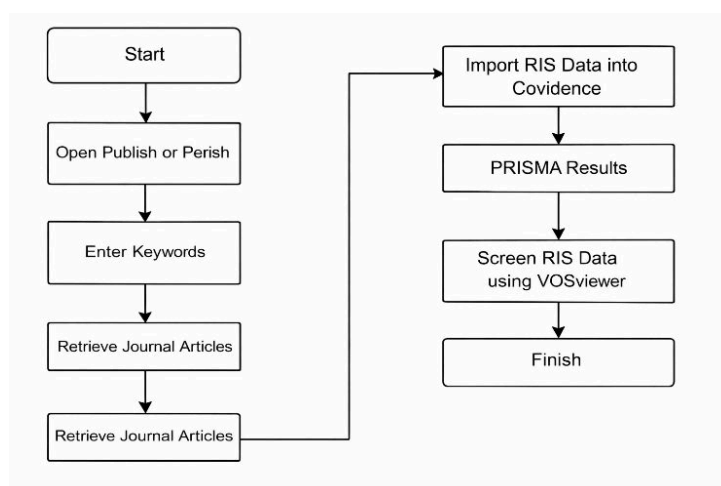 Start
Open Publish or Perish
Enter Keywords
Retrieve Journal Articles
Retrieve Journal Articles
Import RIS Data into
Covidence
PRISMA Results
Screen RIS Data
using VOSviewer
Finish